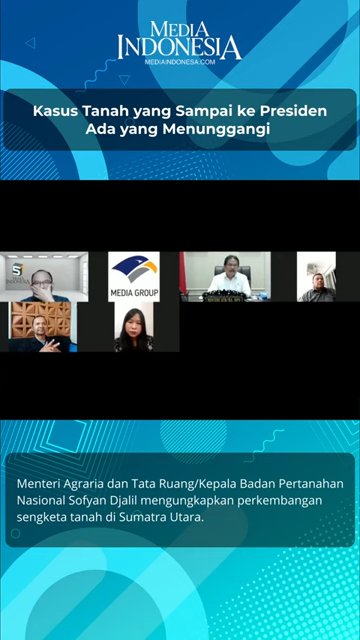 MEDIA
INDONESIA
MEDIAINDONESIA.COM
Kasus Tanah yang Sampai ke Presiden
Ada yang Menunggangi
MEDIA GROUP
Menteri Agraria dan Tata Ruang/Kepala Badan Pertanahan
Nasional Sofyan Djalil mengungkapkan perkembangan
sengketa tanah di Sumatra Utara.